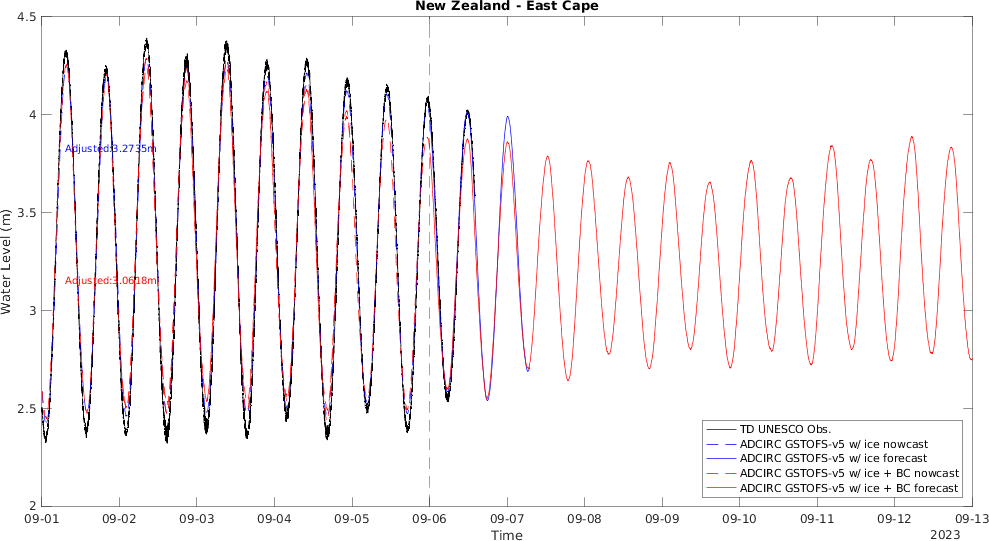 New Zealand - East Cape
4.5
4
3.5
3
2.5
2
Water Level (m)
Adjusted:3.2735m
Adjusted:3.0618m
TD UNESCO Obs.
ADCIRC GSTOFS-v5 w/ ice nowcast
ADCIRC GSTOFS-v5 w/ ice forecast
ADCIRC GSTOFS-v5 w/ ice + BC nowcast
ADCIRC GSTOFS-v5 w/ ice + BC forecast
09-01 09-02 09-03 09-04 09-05 09-06 09-07 09-08 09-09 09-10 09-11 09-12 09-13
Time
2023